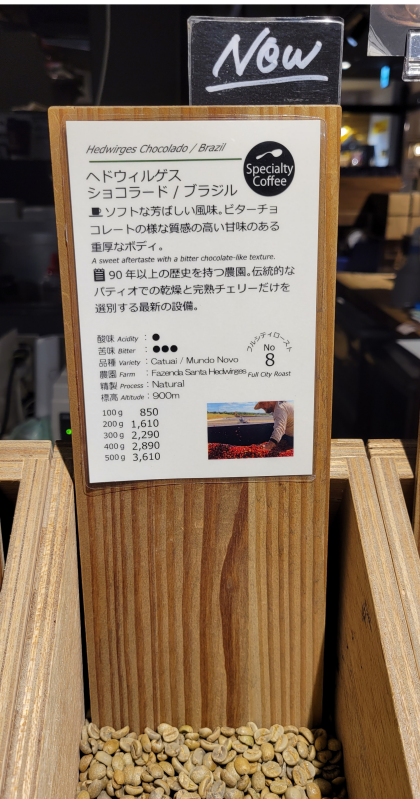 New
Hedwirges Chocolado / Brazil
Specialty
Coffee
ヘドウィルゲス
ショコラード / ブラジル
ソフトな芳ばしい風味。ビターチョ
コレートの様な質感の高い甘味のある
重厚なボディ。
A sweet aftertaste with a bitter chocolate-like texture.
90 年以上の歴史を持つ農園。伝統的な
パティオでの乾燥と完熟チェリーだけを
選別する最新の設備。
酸味 Acidity : ●
苦味 Bitter : ●●●
品種 Variety : Catuai / Mundo Novo
農園 Farm : Fazenda Santa Hedwirges
精製 Process : Natural
標高 Altitude : 900m
フルシティロースト
No
8
Full City Roast
100 g 850
200 g 1,610
300 g 2,290
400 g 2,890
500 g 3,610